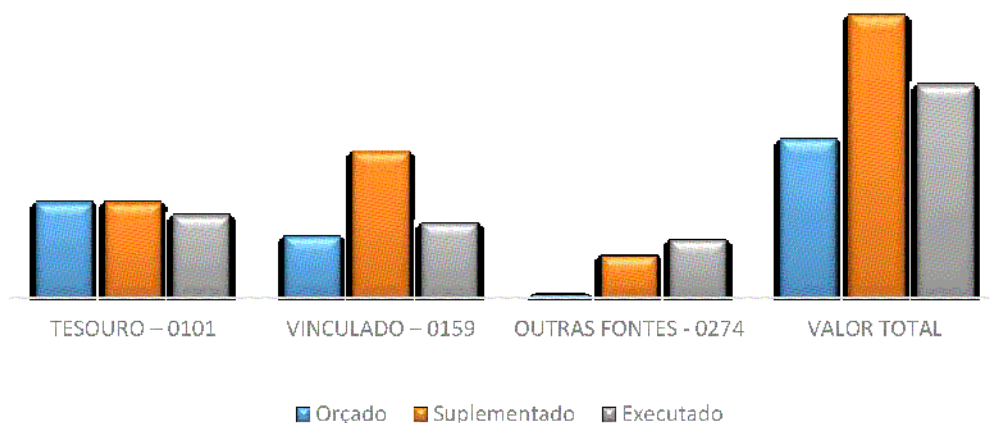 TESOURO – 0101 VINCULADO – 0159 OUTRAS FONTES - 0274 VALOR TOTAL
Orçado Suplementado Executado